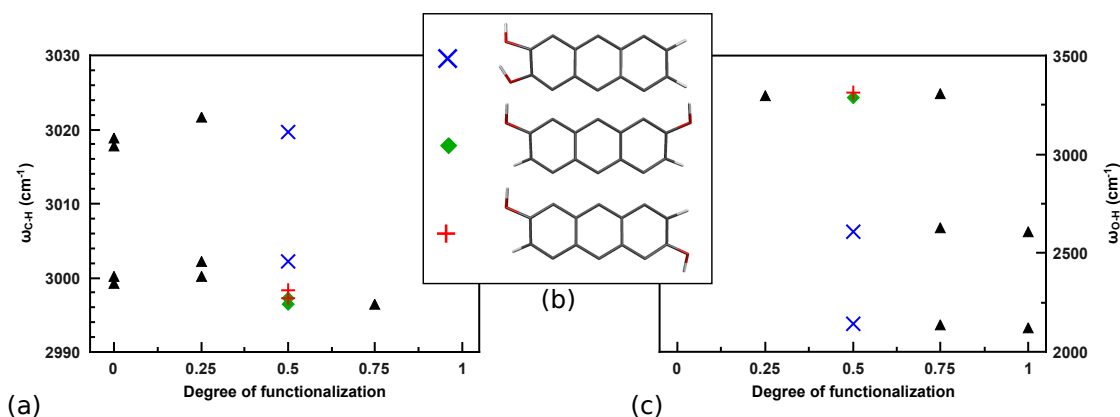 3030
3020
3010
3000
2990
ω_C-H (cm⁻¹)
0 0.25 0.5 0.75 1
Degree of functionalization
(a)
(b)
3500
3000
2500
2000
ω_O-H (cm⁻¹)
0 0.25 0.5 0.75 1
Degree of functionalization
(c)